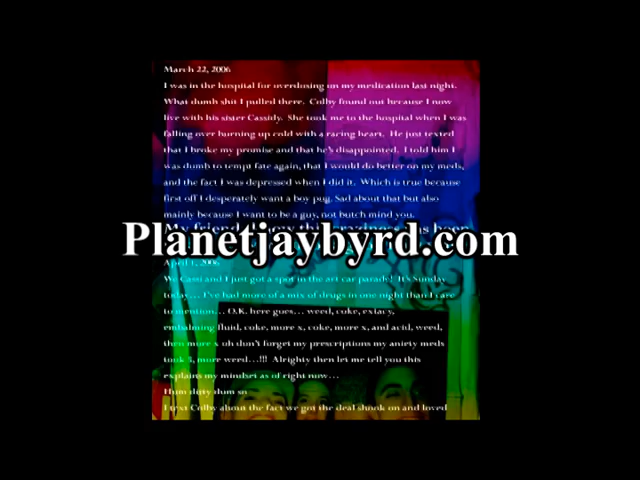 March 22, 2006
I was in the hospital for overdosing on my medication last night.
What dumb shit I pulled there. Colby found out because I now
live with his sister Cassidy. She took me to the hospital when I was
falling over burning up cold with a racing heart. He just texted
that I broke my promise and that he's disappointed. I told him I
was dumb to tempt fate again, that I would do better on my meds,
and the fact I was depressed when I did it. Which is true because
first off I desperately want a boy pug. Sad about that but also
mainly because I want to be a guy, not butch mind you.
My friends
Planetjaybyrd.com
April 1, 2006
We Cassi and I just got a spot in the art car parade! It's Sunday
today... I've had more of a mix of drugs in one night than I care
to mention... O.K. here goes... weed, coke, extacy,
embalming fluid, coke, more x, coke, more x, and acid, weed,
then more x oh don't forget my prescriptions my anxiety meds
took 3, more weed...!!! Alrighty then let me tell you this
explains my mindset as of right now...
Hum ditty dum so
I text Colby about the fact we got the deal shook on and loved